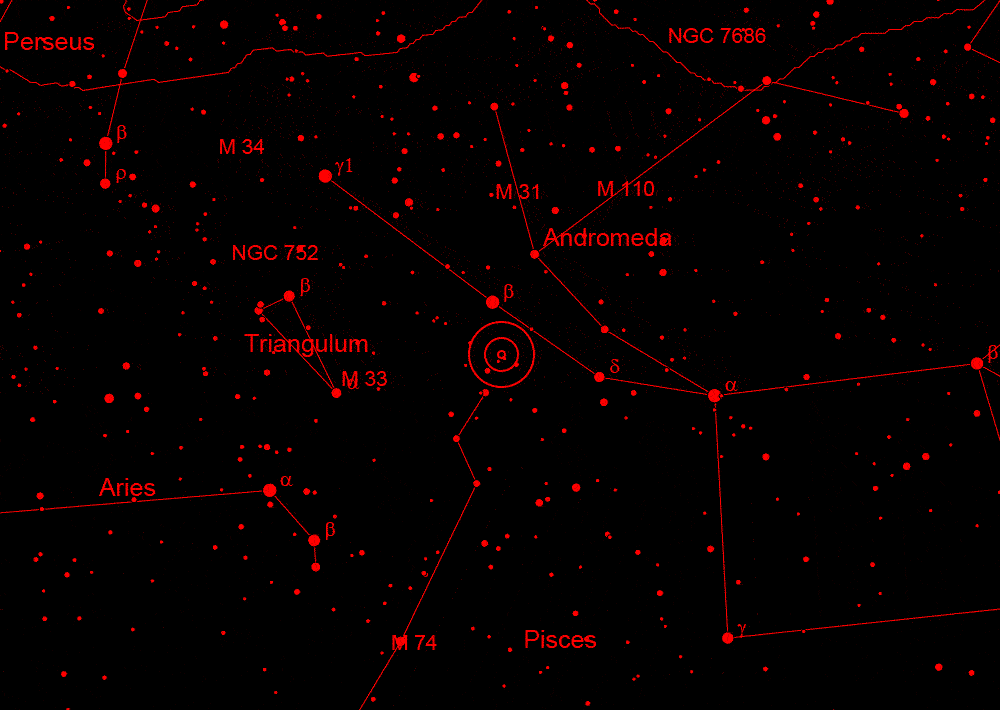 NGC 7686
Perseus
β
M 34
γ1
ρ
M 31
M 110
Andromeda
NGC 752
β
β
Triangulum
β
δ
M 33
α
α
Aries
α
β
γ
M 74
Pisces